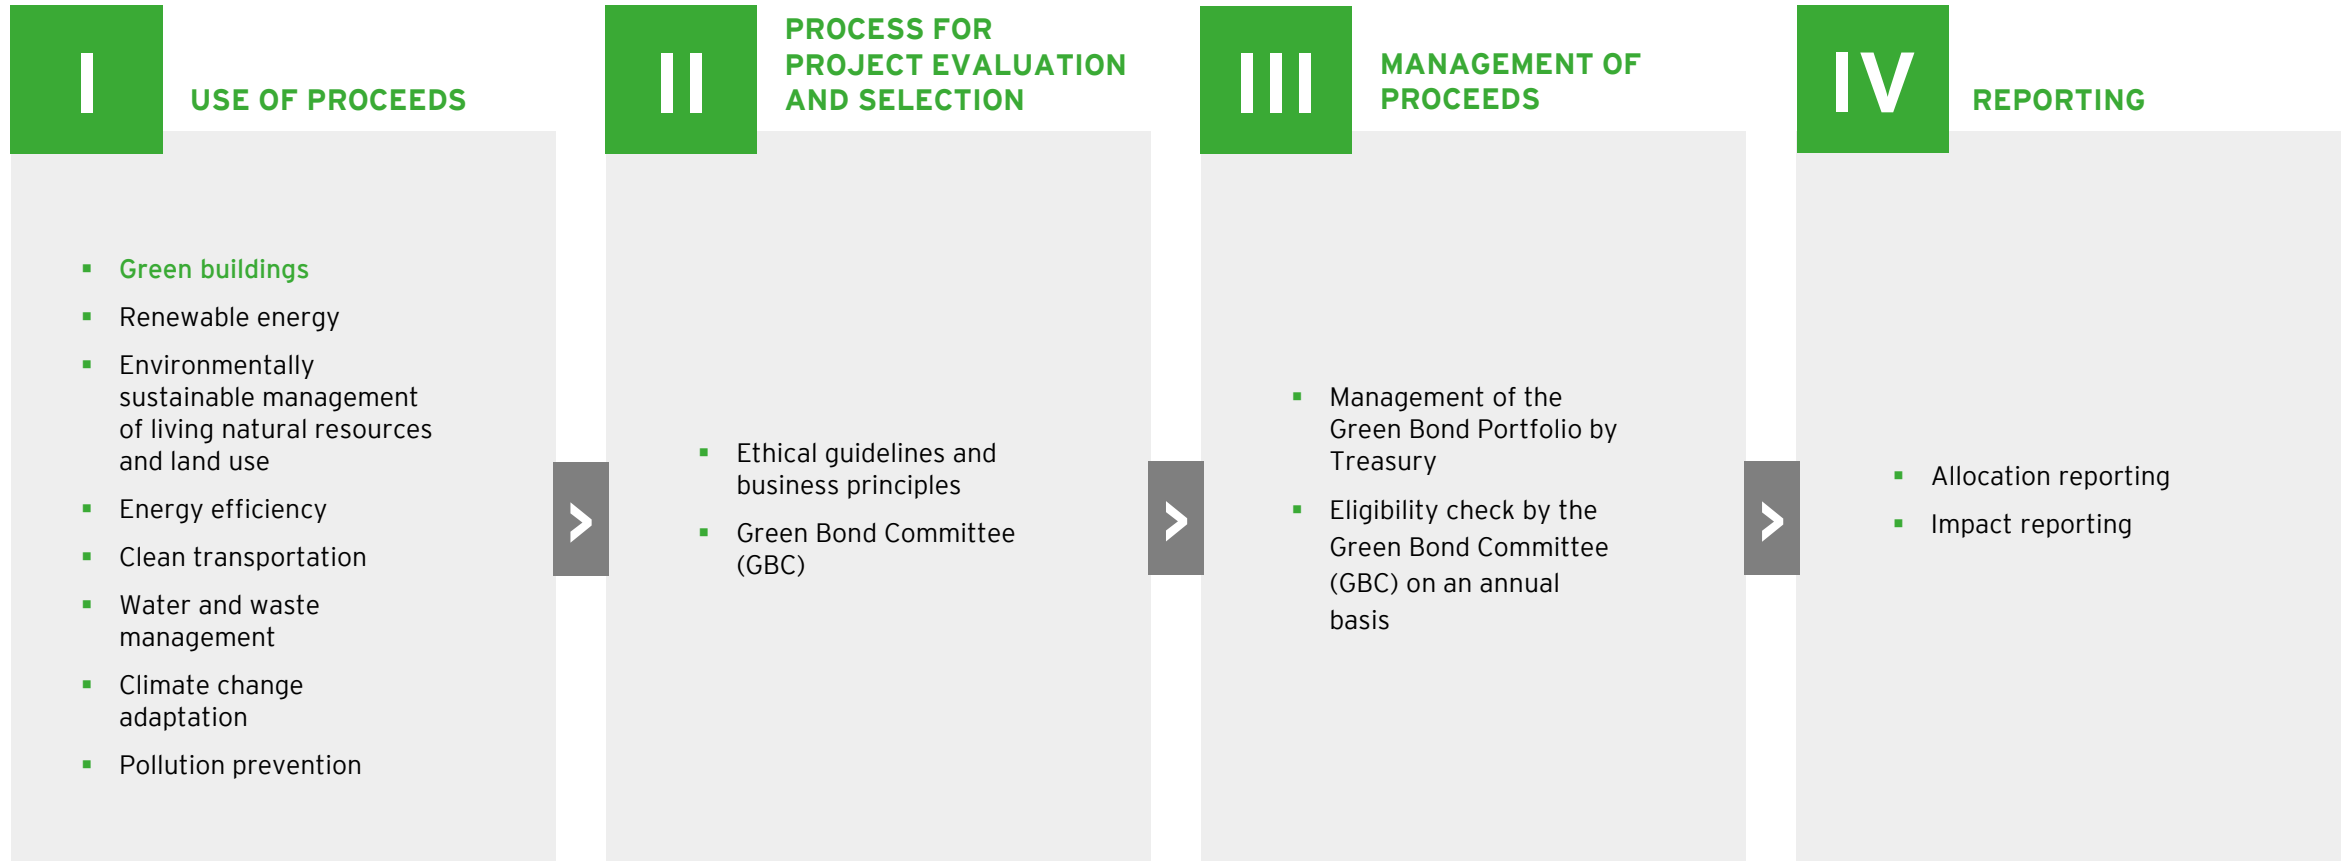 I
USE OF PROCEEDS
▪ Green buildings
▪ Renewable energy
▪ Environmentally
sustainable management
of living natural resources
and land use
▪ Energy efficiency
▪ Clean transportation
▪ Water and waste
management
▪ Climate change
adaptation
▪ Pollution prevention
>
II
PROCESS FOR
PROJECT EVALUATION
AND SELECTION
▪ Ethical guidelines and
business principles
▪ Green Bond Committee
(GBC)
>
III
MANAGEMENT OF
PROCEEDS
▪ Management of the
Green Bond Portfolio by
Treasury
▪ Eligibility check by the
Green Bond Committee
(GBC) on an annual
basis
>
IV
REPORTING
▪ Allocation reporting
▪ Impact reporting